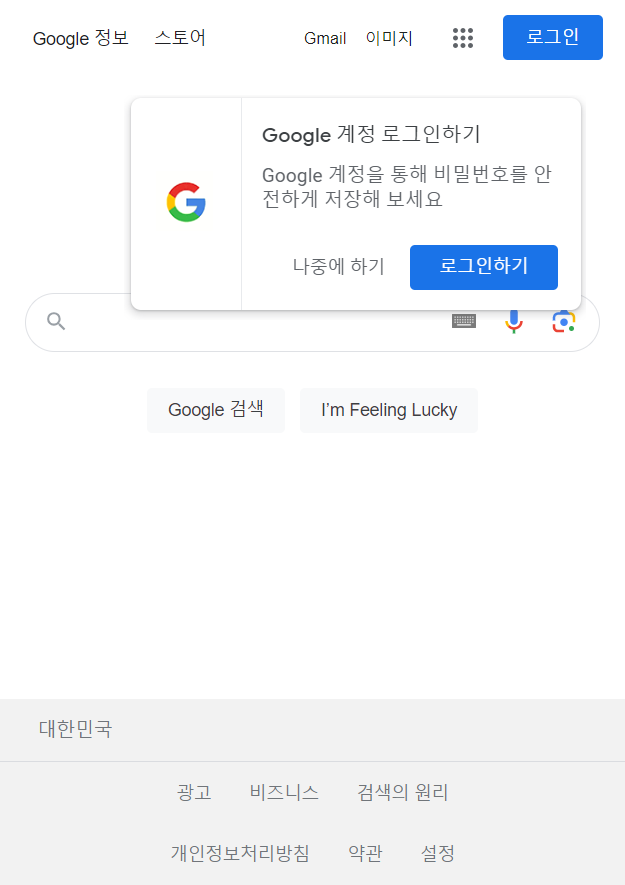 Google 정보 스토어 Gmail 이미지 로그인
Google 계정 로그인하기
Google 계정을 통해 비밀번호를 안
전하게 저장해 보세요
나중에 하기 로그인하기
Google 검색 I'm Feeling Lucky
대한민국
광고 비즈니스 검색의 원리
개인정보처리방침 약관 설정